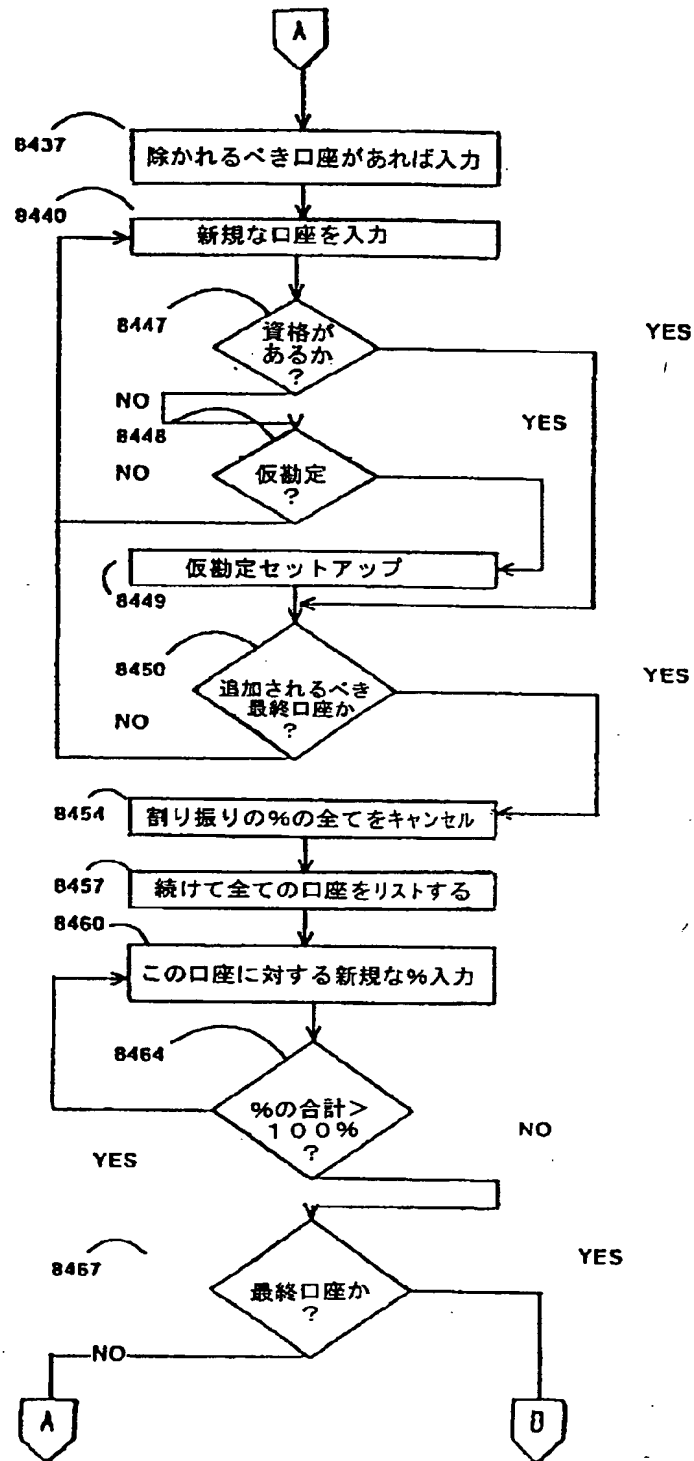 A
8437
除かれるべき口座があれば入力
8440
新規な口座を入力
8447
資格が
あるか
?
YES
NO
YES
8448
仮勘定
?
NO
仮勘定セットアップ
8449
8450
追加されるべき
最終口座か
?
YES
NO
8454
割り振りの%の全てをキャンセル
8457
続けて全ての口座をリストする
8460
この口座に対する新規な%入力
8464
%の合計>
100%
?
NO
YES
8467
最終口座か
?
YES
NO
A